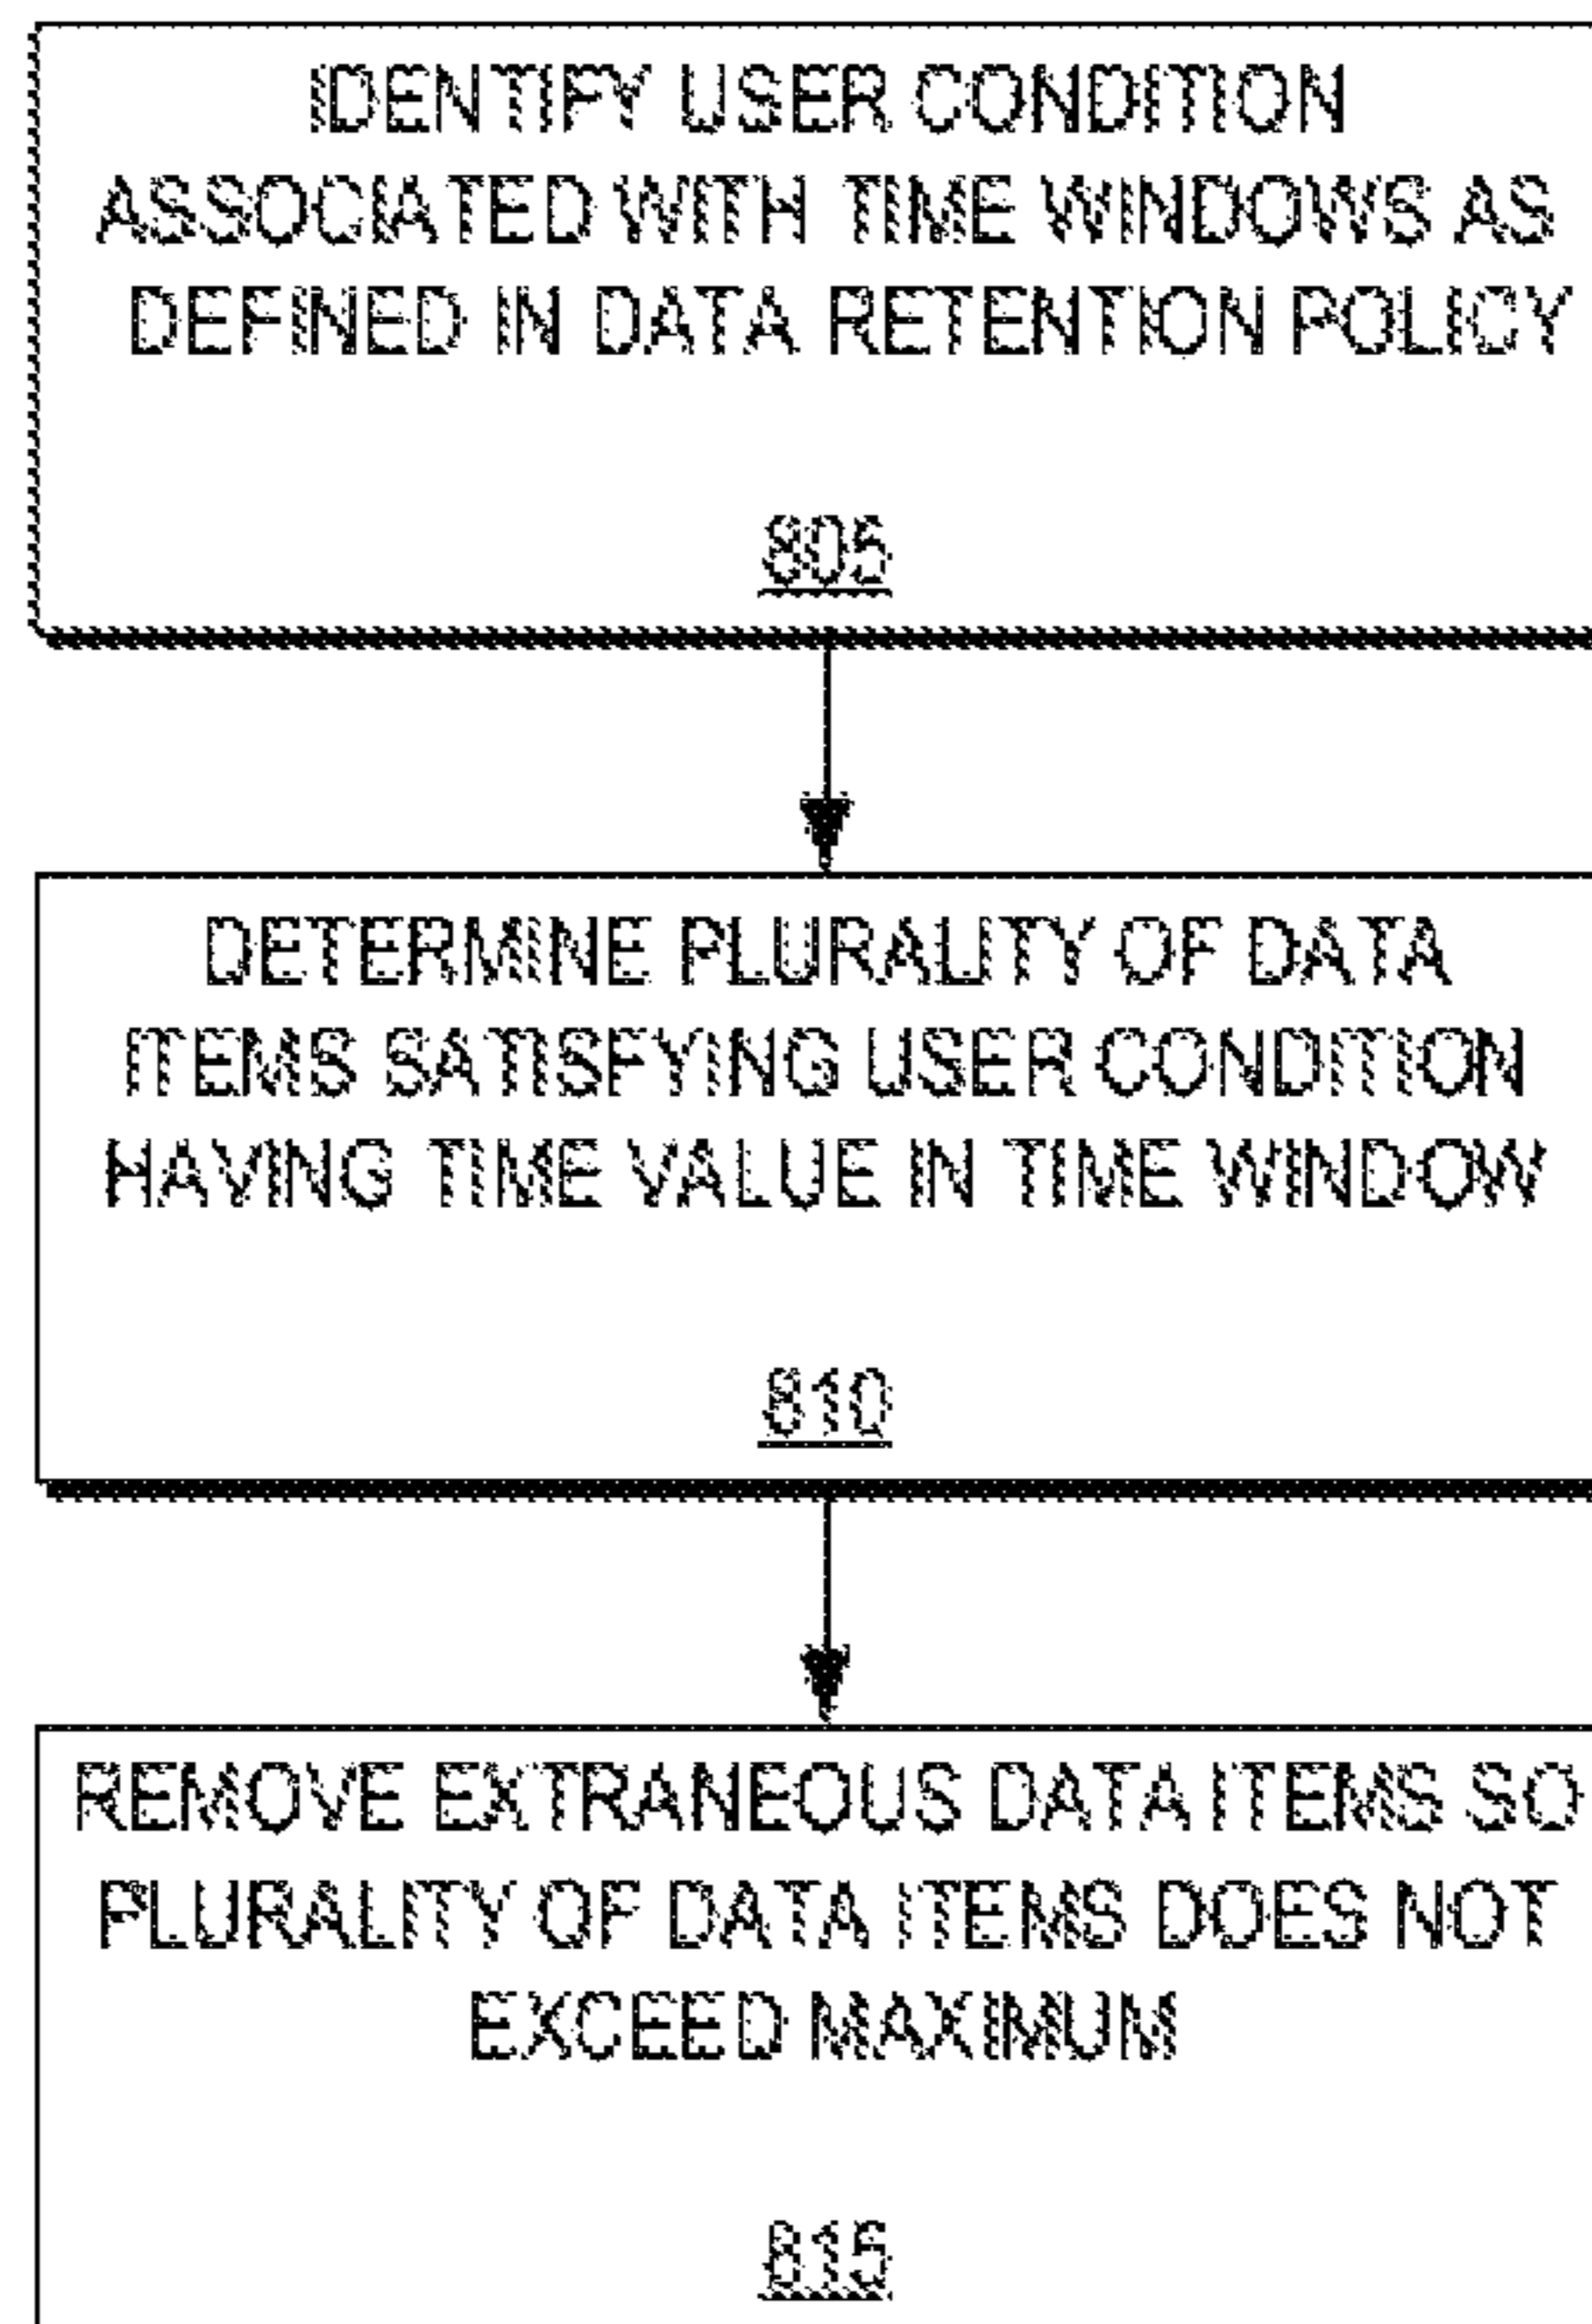 IDENTIFY USER CONDITION
ASSOCIATED WITH TIME WINDOWS AS
DEFINED IN DATA RETENTION POLICY
805
DETERMINE PLURALITY OF DATA
ITEMS SATISFYING USER CONDITION
HAVING TIME VALUE IN TIME WINDOW
810
REMOVE EXTRANEOUS DATA ITEMS SO
PLURALITY OF DATA ITEMS DOES NOT
EXCEED MAXIMUM
815